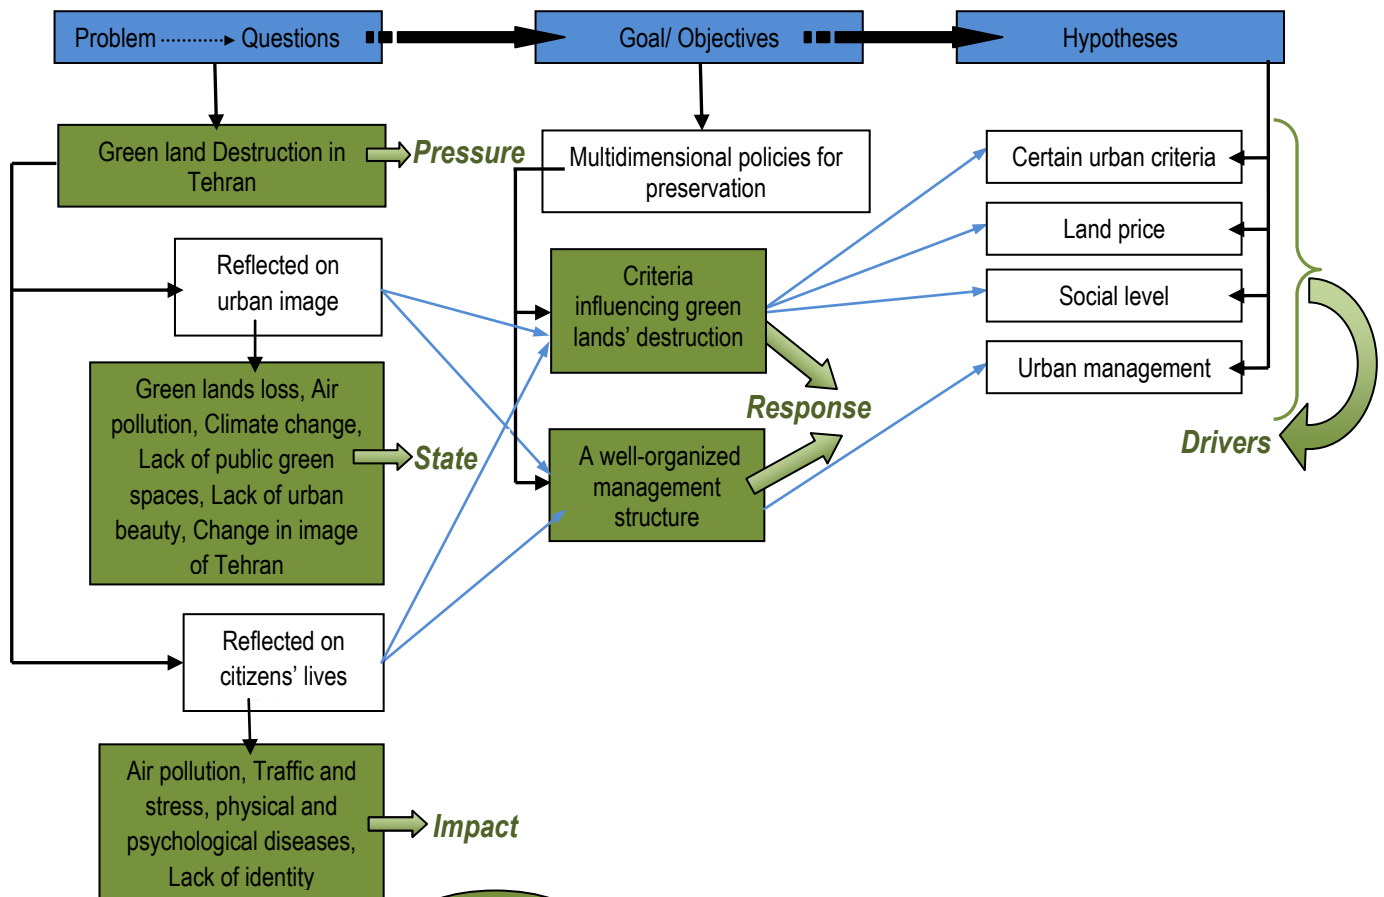 Problem Questions
Goal/ Objectives
Hypotheses
Green land Destruction in
Tehran
Pressure
Multidimensional policies for
preservation
Certain urban criteria
Land price
Social level
Urban management
Drivers
Reflected on
urban image
Criteria
influencing green
lands’ destruction
Response
Green lands loss, Air
pollution, Climate change,
Lack of public green
spaces, Lack of urban
beauty, Change in image
of Tehran
State
A well-organized
management
structure
Reflected on
citizens’ lives
Air pollution, Traffic and
stress, physical and
psychological diseases,
Lack of identity
Impact